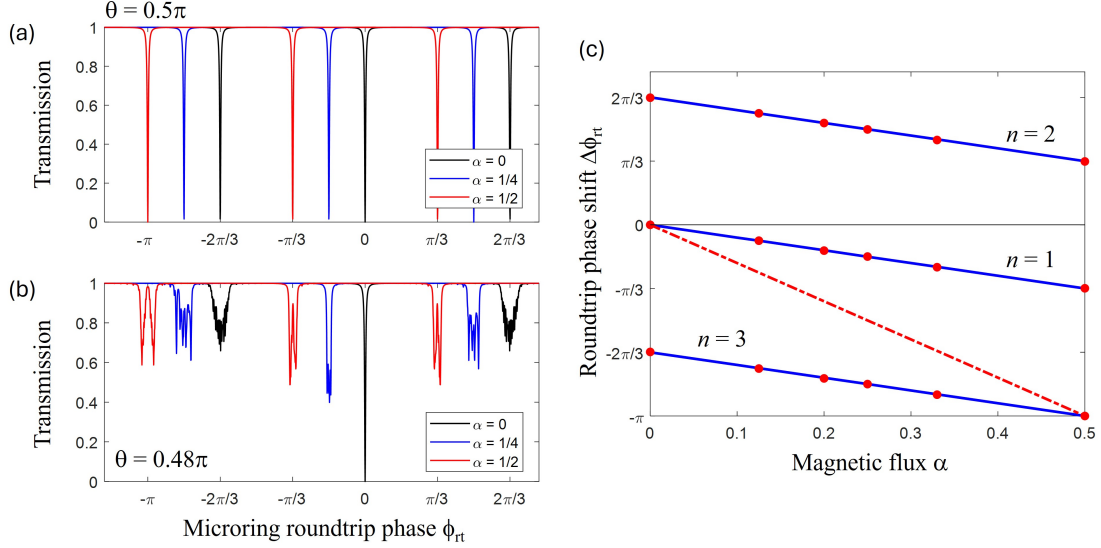 (a)
θ = 0.5π
Transmission
1
0.8
0.6
0.4
0.2
0
α = 0
α = 1/4
α = 1/2
-π
-2π/3
-π/3
0
π/3
2π/3
(b)
Transmission
1
0.8
0.6
0.4
0.2
0
θ = 0.48π
α = 0
α = 1/4
α = 1/2
-π
-2π/3
-π/3
0
π/3
2π/3
Microring roundtrip phase ϕrt
(c)
Roundtrip phase shift Δϕrt
2π/3
π/3
0
-π/3
-2π/3
-π
n = 2
n = 1
n = 3
0
0.1
0.2
0.3
0.4
0.5
Magnetic flux α